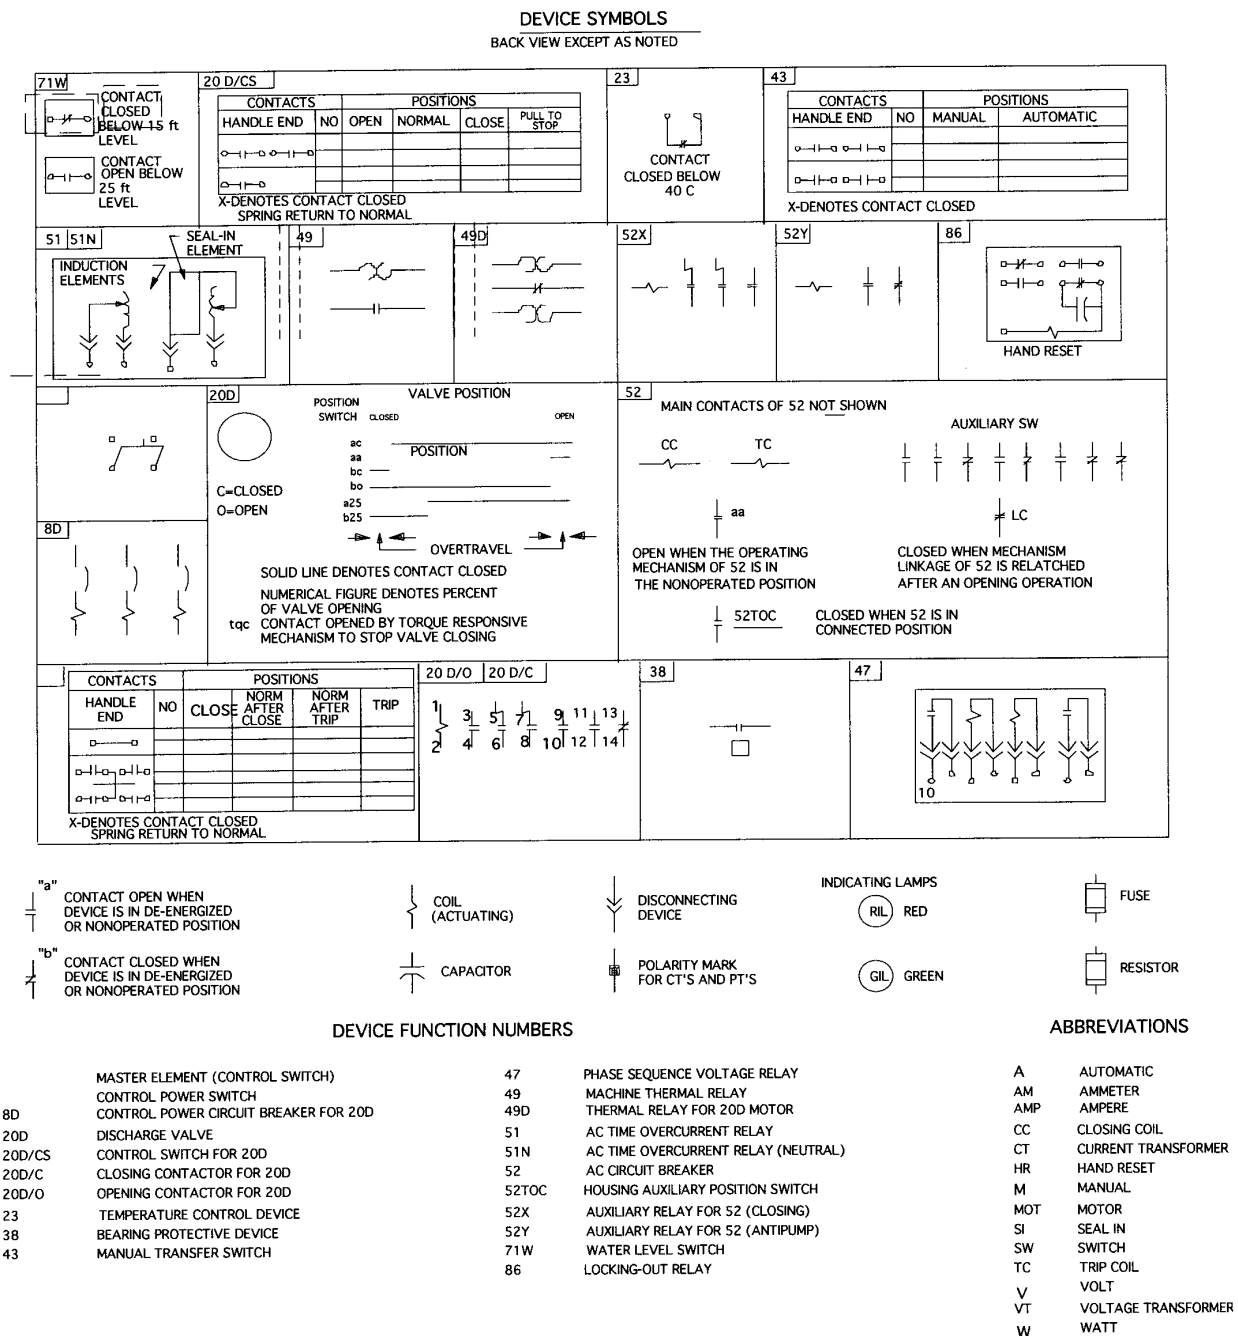 DEVICE SYMBOLS
BACK VIEW EXCEPT AS NOTED
71W
CONTACT
CLOSED
BELOW 15 ft
LEVEL
CONTACT
OPEN BELOW
25 ft
LEVEL
20 D/CS
CONTACTS POSITIONS
HANDLE END NO OPEN NORMAL CLOSE PULL TO
STOP
X-DENOTES CONTACT CLOSED
SPRING RETURN TO NORMAL
23
CONTACT
CLOSED BELOW
40 C
43
CONTACTS POSITIONS
HANDLE END NO MANUAL AUTOMATIC
X-DENOTES CONTACT CLOSED
51 51N
SEAL-IN
ELEMENT
INDUCTION
ELEMENTS
49
49D
52X
52Y
86
HAND RESET
20D
VALVE POSITION
POSITION
SWITCH CLOSED OPEN
ac
POSITION
aa
bc
bo
a25
b25
C=CLOSED
O=OPEN
OVERTRAVEL
SOLID LINE DENOTES CONTACT CLOSED
NUMERICAL FIGURE DENOTES PERCENT
OF VALVE OPENING
tqc CONTACT OPENED BY TORQUE RESPONSIVE
MECHANISM TO STOP VALVE CLOSING
52
MAIN CONTACTS OF 52 NOT SHOWN
AUXILIARY SW
CC TC
aa
LC
OPEN WHEN THE OPERATING
MECHANISM OF 52 IS IN
THE NONOPERATED POSITION
CLOSED WHEN MECHANISM
LINKAGE OF 52 IS RELATCHED
AFTER AN OPENING OPERATION
52TOC CLOSED WHEN 52 IS IN
CONNECTED POSITION
8D
CONTACTS POSITIONS
HANDLE
END NO CLOSE NORM
AFTER
CLOSE NORM
AFTER
TRIP TRIP
X-DENOTES CONTACT CLOSED
SPRING RETURN TO NORMAL
20 D/O 20 D/C
1 3 5 7 9 11 13
2 4 6 8 10 12 14
38
47
10
"a" CONTACT OPEN WHEN
DEVICE IS IN DE-ENERGIZED
OR NONOPERATED POSITION
"b" CONTACT CLOSED WHEN
DEVICE IS IN DE-ENERGIZED
OR NONOPERATED POSITION
COIL
(ACTUATING)
CAPACITOR
DISCONNECTING
DEVICE
POLARITY MARK
FOR CT'S AND PT'S
INDICATING LAMPS
RIL RED
GIL GREEN
FUSE
RESISTOR
DEVICE FUNCTION NUMBERS
MASTER ELEMENT (CONTROL SWITCH)
CONTROL POWER SWITCH
8D CONTROL POWER CIRCUIT BREAKER FOR 20D
20D DISCHARGE VALVE
20D/CS CONTROL SWITCH FOR 20D
20D/C CLOSING CONTACTOR FOR 20D
20D/O OPENING CONTACTOR FOR 20D
23 TEMPERATURE CONTROL DEVICE
38 BEARING PROTECTIVE DEVICE
43 MANUAL TRANSFER SWITCH
47 PHASE SEQUENCE VOLTAGE RELAY
49 MACHINE THERMAL RELAY
49D THERMAL RELAY FOR 20D MOTOR
51 AC TIME OVERCURRENT RELAY
51N AC TIME OVERCURRENT RELAY (NEUTRAL)
52 AC CIRCUIT BREAKER
52TOC HOUSING AUXILIARY POSITION SWITCH
52X AUXILIARY RELAY FOR 52 (CLOSING)
52Y AUXILIARY RELAY FOR 52 (ANTIPUMP)
71W WATER LEVEL SWITCH
86 LOCKING-OUT RELAY
ABBREVIATIONS
A AUTOMATIC
AM AMMETER
AMP AMPERE
CC CLOSING COIL
CT CURRENT TRANSFORMER
HR HAND RESET
M MANUAL
MOT MOTOR
SI SEAL IN
SW SWITCH
TC TRIP COIL
V VOLT
VT VOLTAGE TRANSFORMER
W WATT